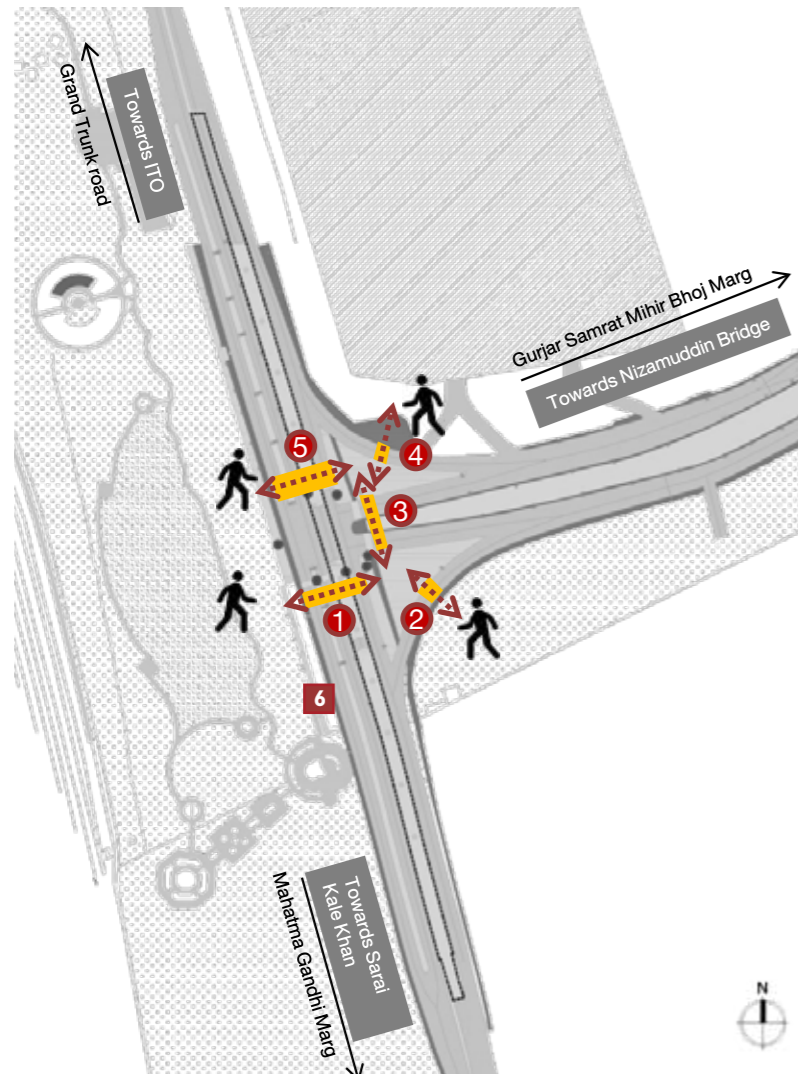 Grand Trunk road
Towards ITO
Gurjar Samrat Mihir Bhoj Marg
Towards Nizamuddin Bridge
5
4
3
1
2
6
Towards Sarai
Kale Khan
Mahatma Gandhi Marg
N